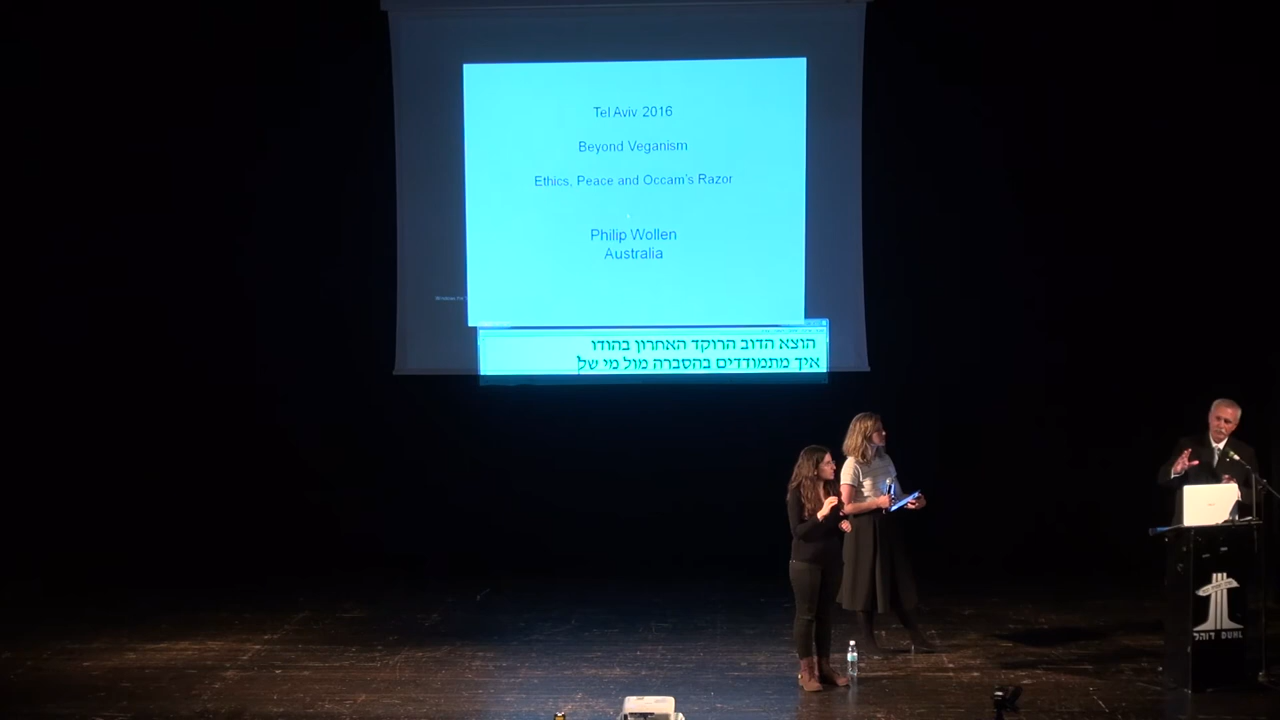 Tel Aviv 2016
Beyond Veganism
Ethics, Peace and Occam's Razor
Philip Wollen
Australia
הוצא הדוב הרוקד האחרון בהודו
איך מתמודדים בהסברה מול מי של
דוהל DUHL